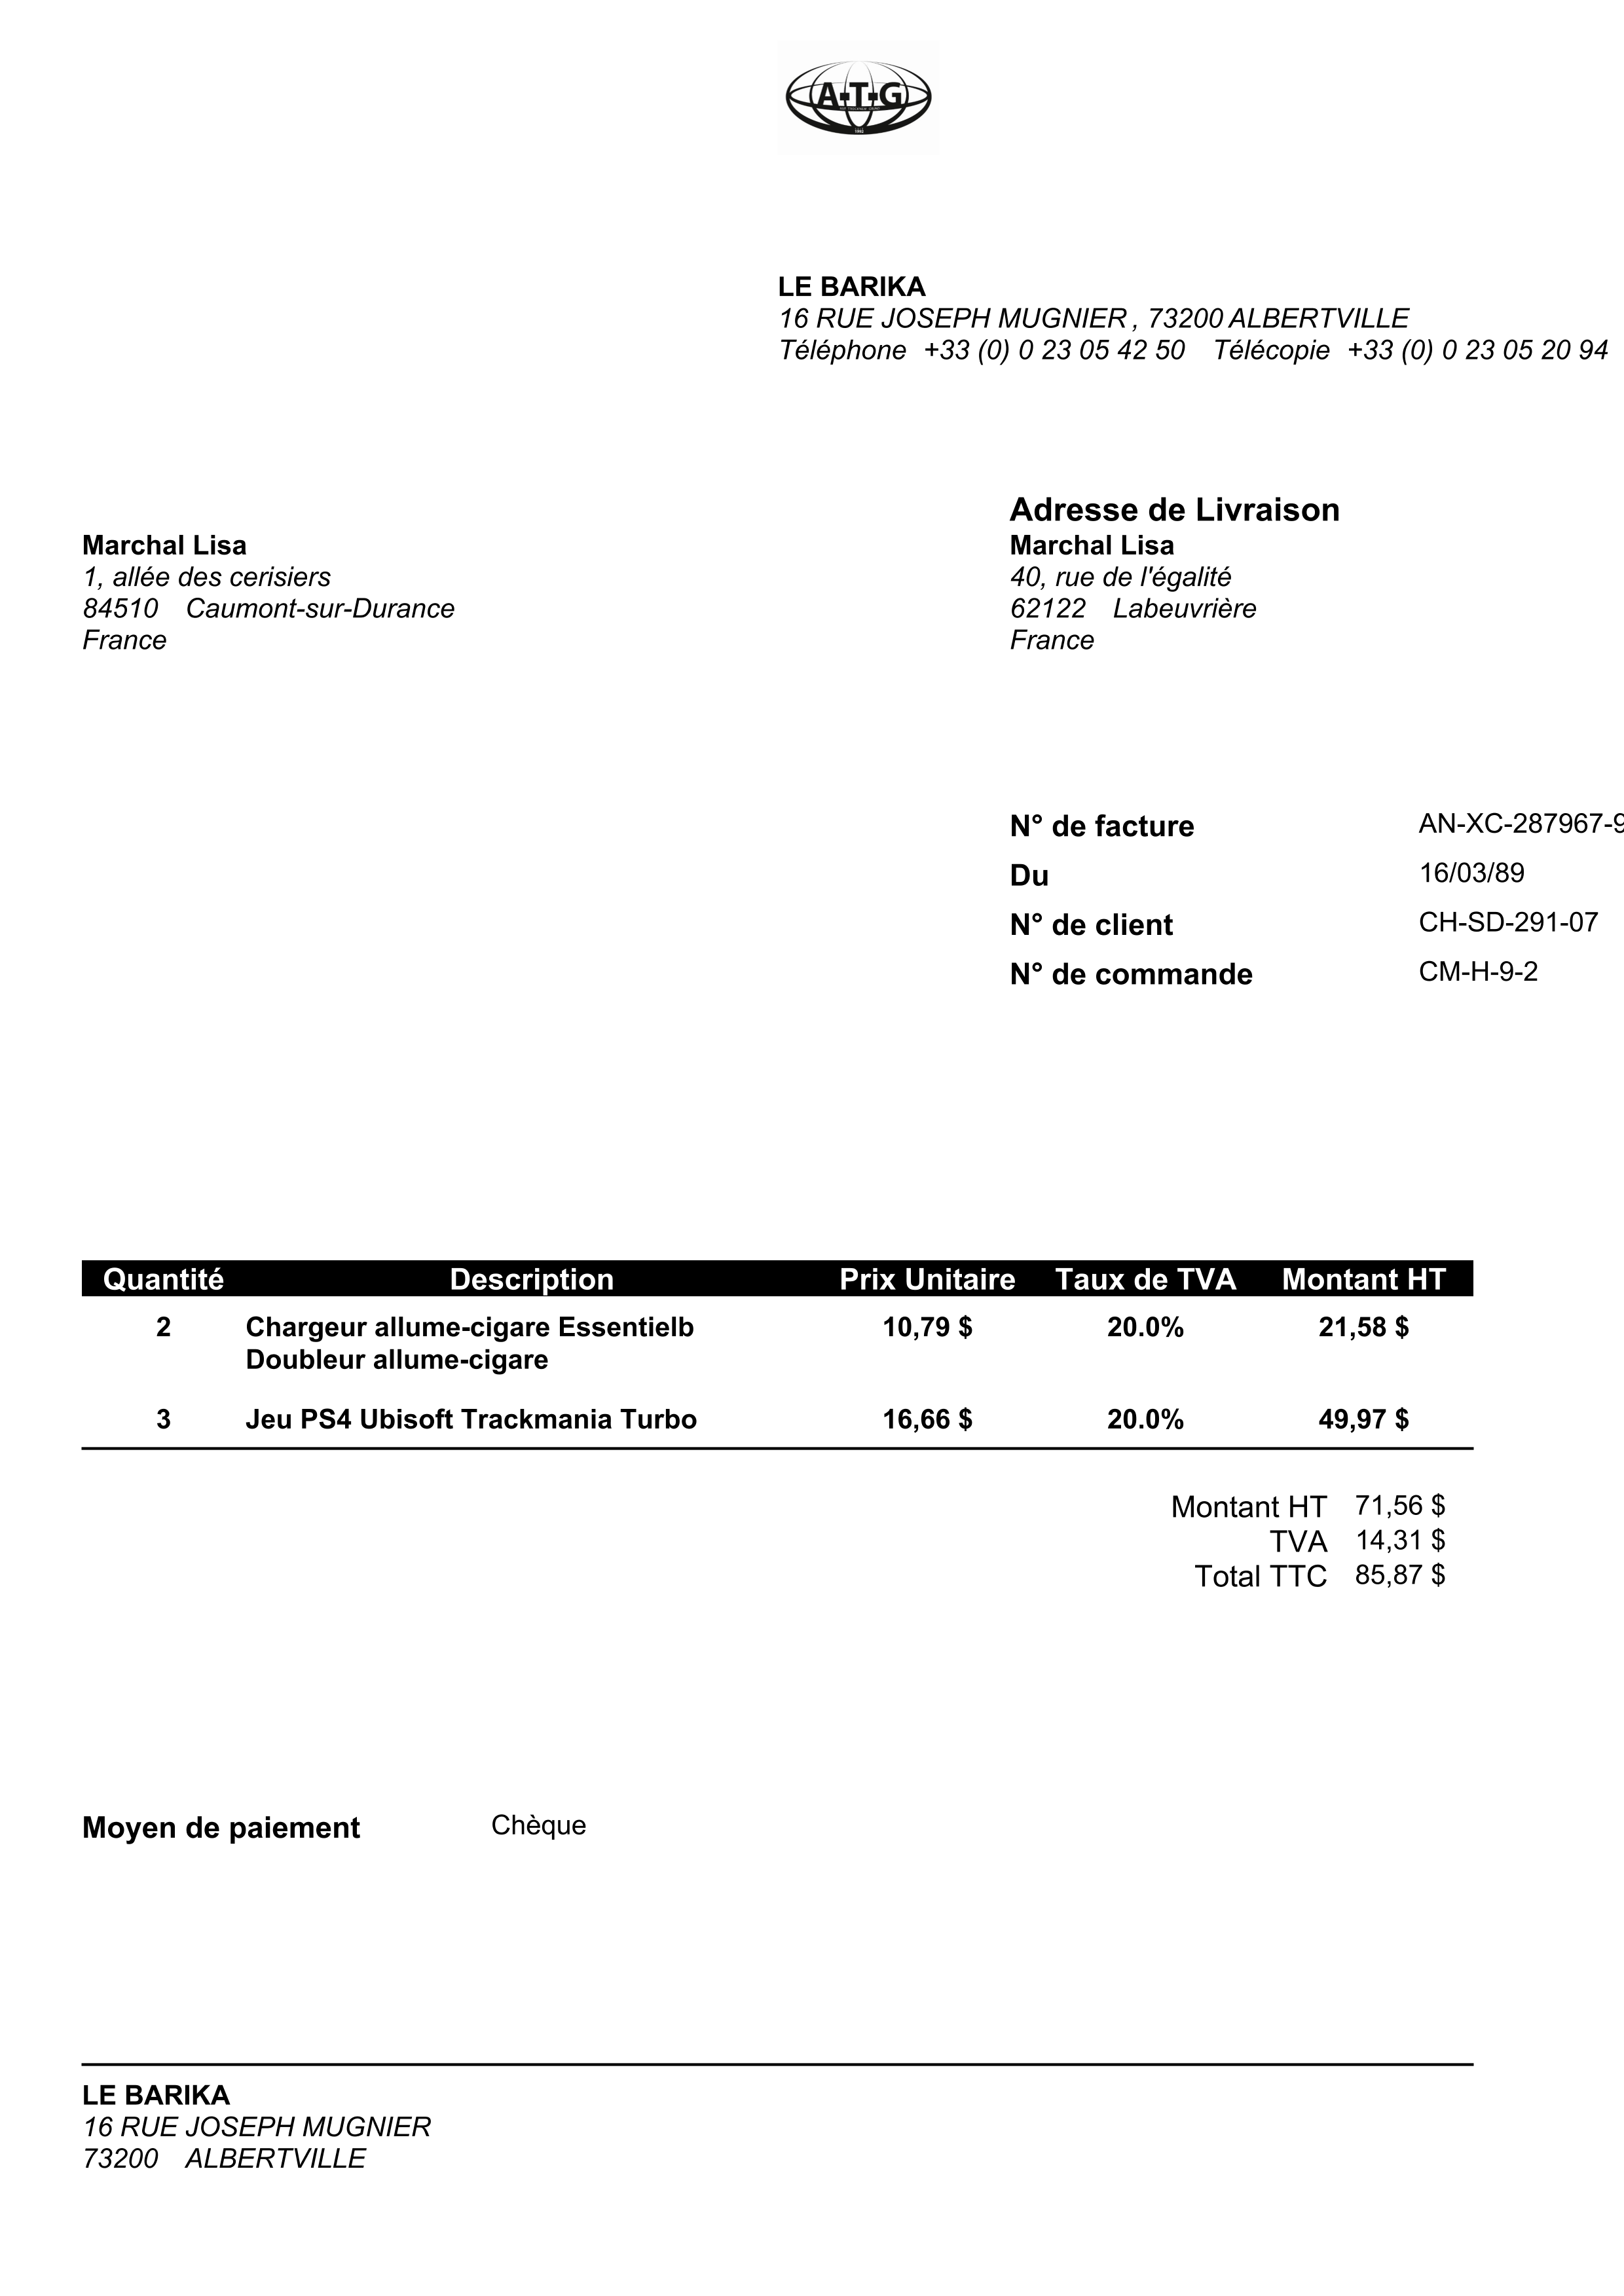 A-T-G
LE BARIKA
16 RUE JOSEPH MUGNIER , 73200 ALBERTVILLE
Téléphone +33 (0) 0 23 05 42 50 Télécopie +33 (0) 0 23 05 20 94
Marchal Lisa
1, allée des cerisiers
84510 Caumont-sur-Durance
France
Adresse de Livraison
Marchal Lisa
40, rue de l'égalité
62122 Labeuvrière
France
N° de facture AN-XC-287967-9
Du 16/03/89
N° de client CH-SD-291-07
N° de commande CM-H-9-2
Quantité Description Prix Unitaire Taux de TVA Montant HT
2 Chargeur allume-cigare Essentielb 10,79 $ 20.0% 21,58 $
Doubleur allume-cigare
3 Jeu PS4 Ubisoft Trackmania Turbo 16,66 $ 20.0% 49,97 $
Montant HT 71,56 $
TVA 14,31 $
Total TTC 85,87 $
Moyen de paiement Chèque
LE BARIKA
16 RUE JOSEPH MUGNIER
73200 ALBERTVILLE